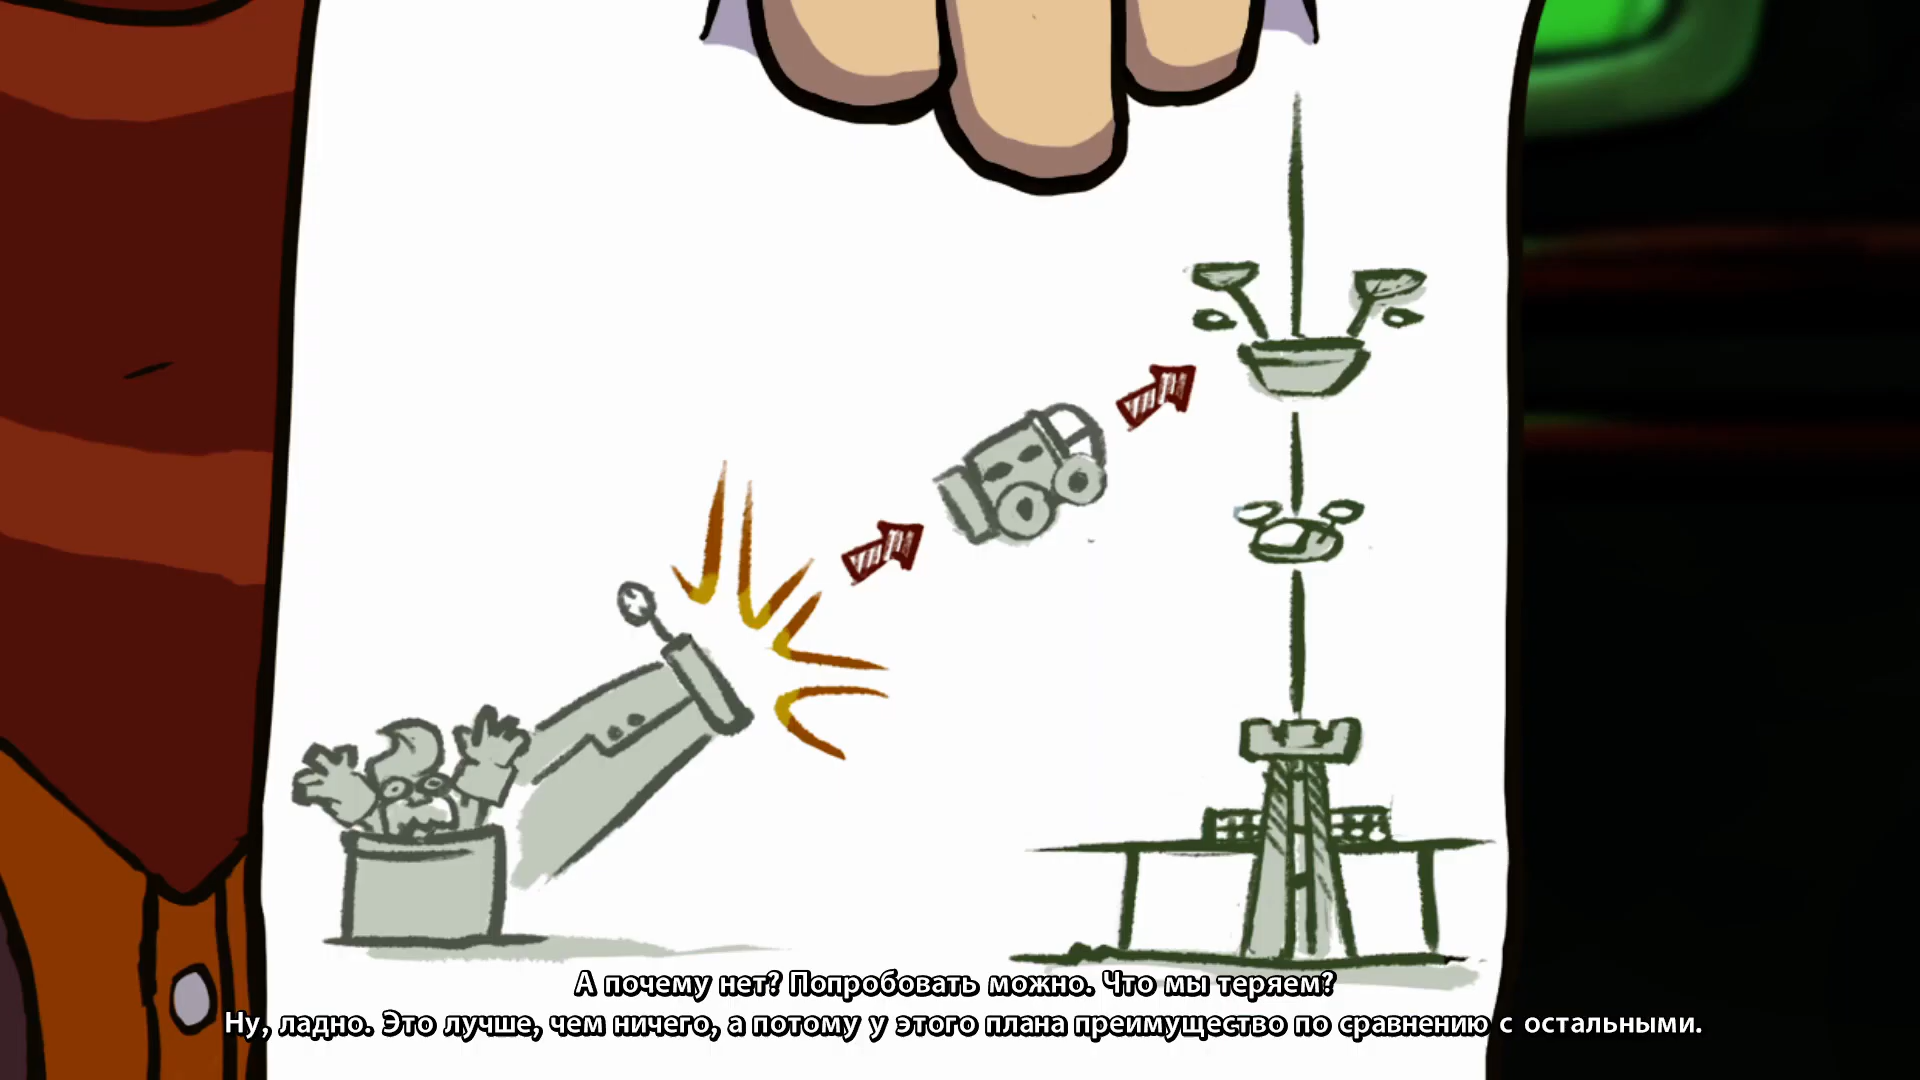 А почему нет? Попробовать можно. Что мы теряем?
Ну, ладно. Это лучше, чем ничего, а потому у этого плана преимущество по сравнению с остальными.